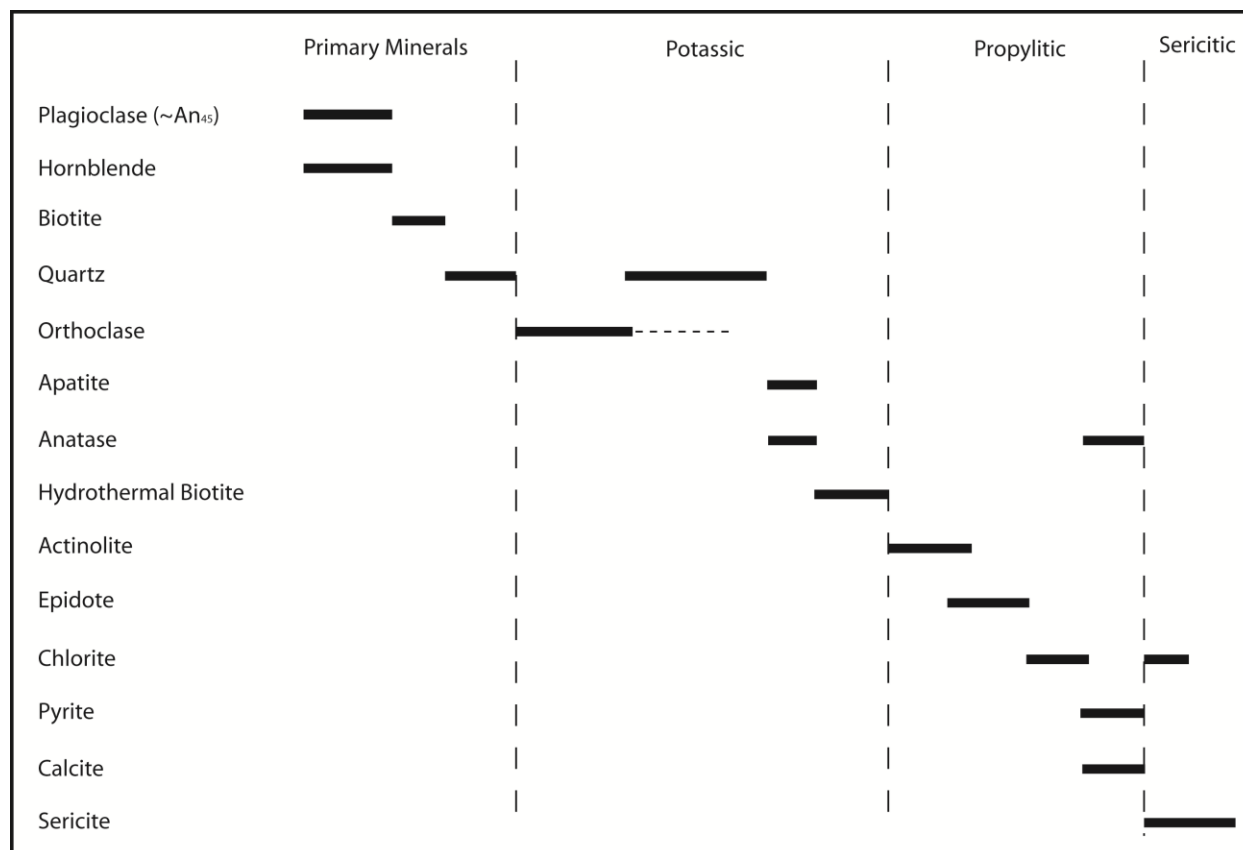 Primary Minerals Potassic Propylitic Sericitic
Plagioclase (~An₄₅)
Hornblende
Biotite
Quartz
Orthoclase
Apatite
Anatase
Hydrothermal Biotite
Actinolite
Epidote
Chlorite
Pyrite
Calcite
Sericite